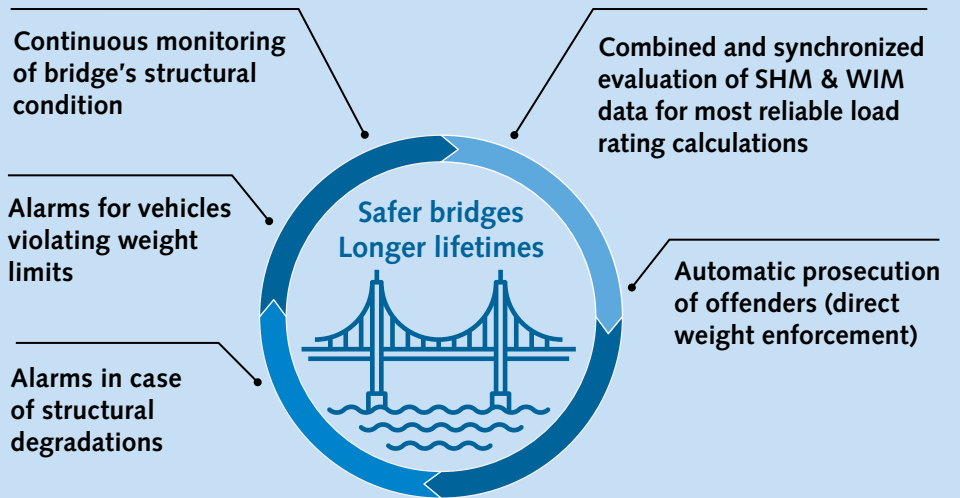 Continuous monitoring
of bridge's structural
condition
Combined and synchronized
evaluation of SHM & WIM
data for most reliable load
rating calculations
Alarms for vehicles
violating weight
limits
Safer bridges
Longer lifetimes
Automatic prosecution
of offenders (direct
weight enforcement)
Alarms in case
of structural
degradations